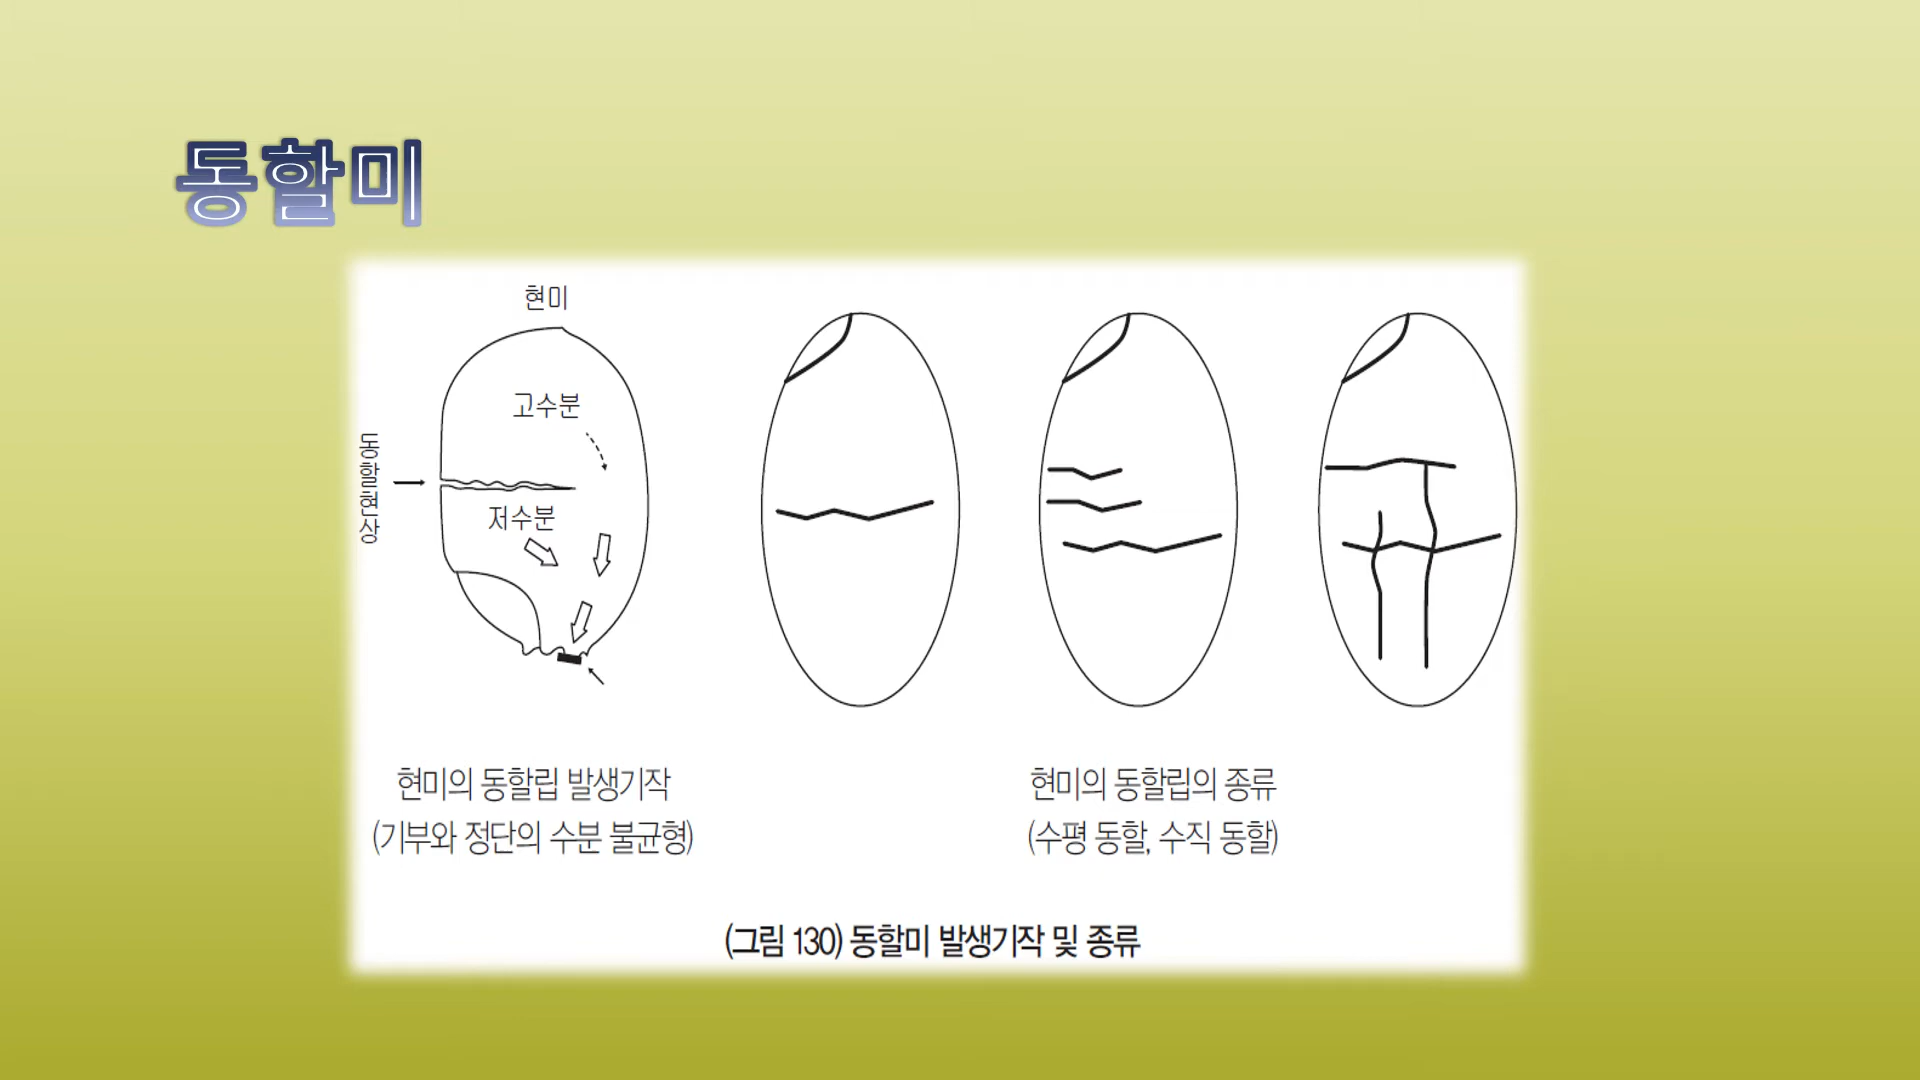 동할미
현미
고수분
동할현상
저수분
현미의 동할립 발생기작
(기부와 정단의 수분 불균형)
현미의 동할립의 종류
(수평 동할, 수직 동할)
(그림 130) 동할미 발생기작 및 종류